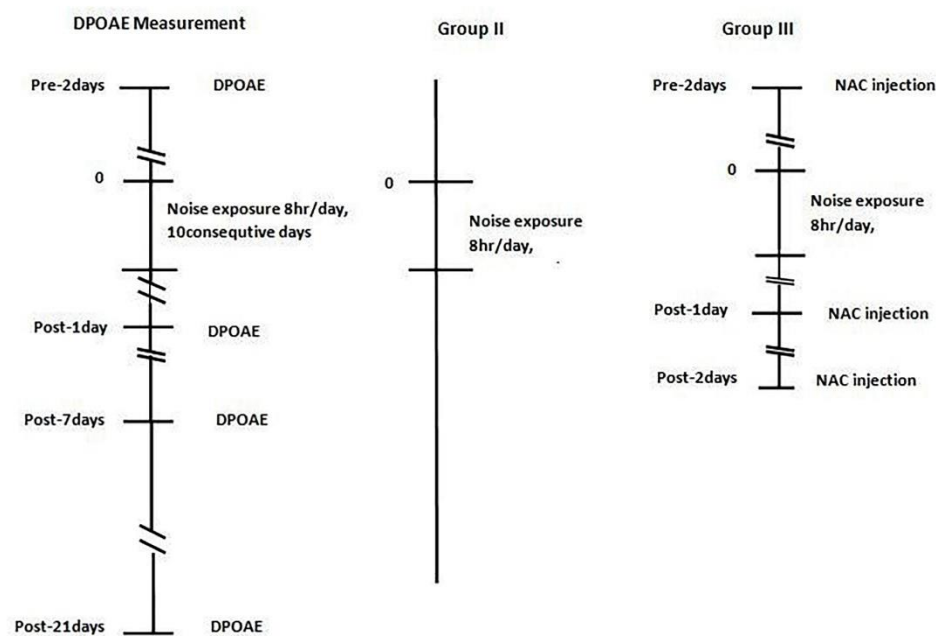 DPOAE Measurement
Pre-2days DPOAE
0
Noise exposure 8hr/day,
10consequtive days
Post-1day DPOAE
Post-7days DPOAE
Post-21days DPOAE
Group II
0
Noise exposure
8hr/day,
Group III
Pre-2days NAC injection
0
Noise exposure
8hr/day,
Post-1day NAC injection
Post-2days NAC injection